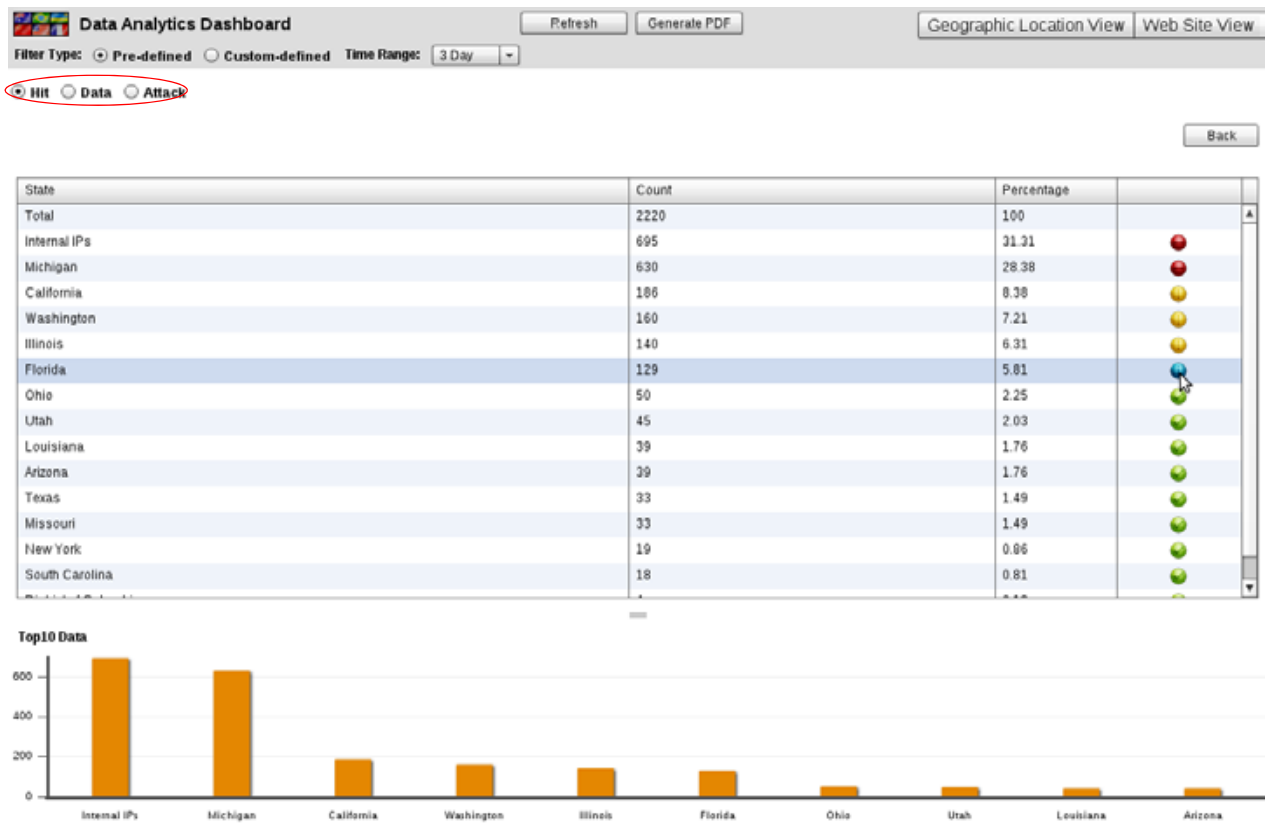 Data Analytics Dashboard Refresh Generate PDF Geographic Location View Web Site View
Filter Type: Pre-defined Custom-defined Time Range: 3 Day
Hit Data Attack
Back
State Count Percentage
Total 2220 100
Internal IPs 695 31.31
Michigan 630 28.38
California 186 8.38
Washington 160 7.21
Illinois 140 6.31
Florida 129 5.81
Ohio 50 2.25
Utah 45 2.03
Louisiana 39 1.76
Arizona 39 1.76
Texas 33 1.49
Missouri 33 1.49
New York 19 0.86
South Carolina 18 0.81
Top10 Data
600
400
200
0
Internal IPs Michigan California Washington Illinois Florida Ohio Utah Louisiana Arizona